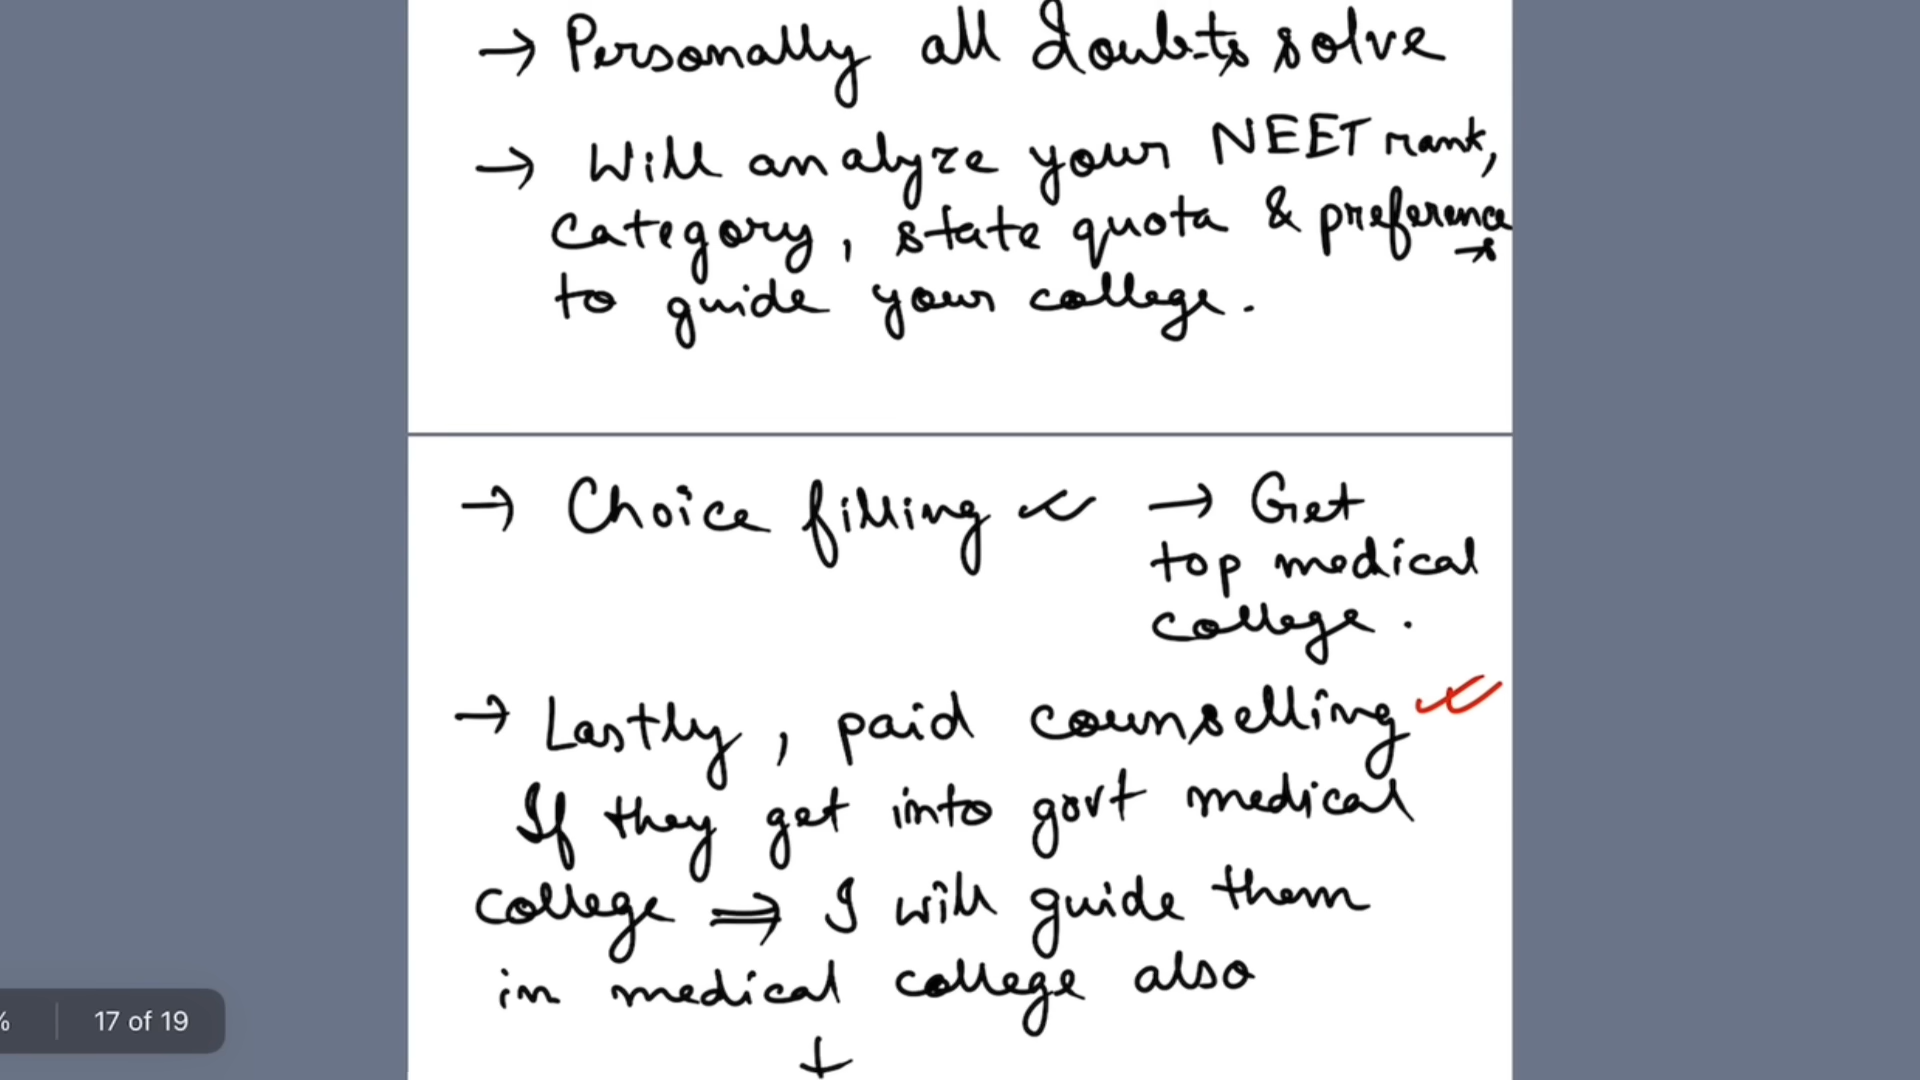 → Personally all doubts solve
→ Will analyze your NEET rank,
category, state quota & preference
→s
to guide your college.
→ Choice filling ✓ → Get
top medical
college.
→ Lastly, paid counselling ✓
If they get into govt medical
college ⇒ I will guide them
in medical college also
+
%
17 of 19